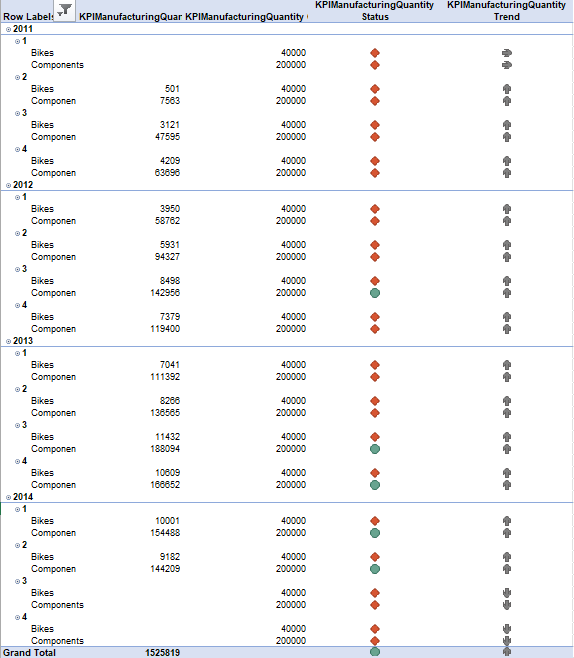 KPIManufacturingQuantity KPIManufacturingQuantity
Row Labels KPIManufacturingQuar KPIManufacturingQuantity Status Trend
2011
1
Bikes 40000
Components 200000
2
Bikes 501 40000
Componen 7563 200000
3
Bikes 3121 40000
Componen 47595 200000
4
Bikes 4209 40000
Componen 63696 200000
2012
1
Bikes 3950 40000
Componen 58762 200000
2
Bikes 5931 40000
Componen 94327 200000
3
Bikes 8498 40000
Componen 142956 200000
4
Bikes 7379 40000
Componen 119400 200000
2013
1
Bikes 7041 40000
Componen 111392 200000
2
Bikes 8266 40000
Componen 136565 200000
3
Bikes 11432 40000
Componen 188094 200000
4
Bikes 10609 40000
Componen 166652 200000
2014
1
Bikes 10001 40000
Componen 154488 200000
2
Bikes 9182 40000
Componen 144209 200000
3
Bikes 40000
Components 200000
4
Bikes 40000
Components 200000
Grand Total 1525819